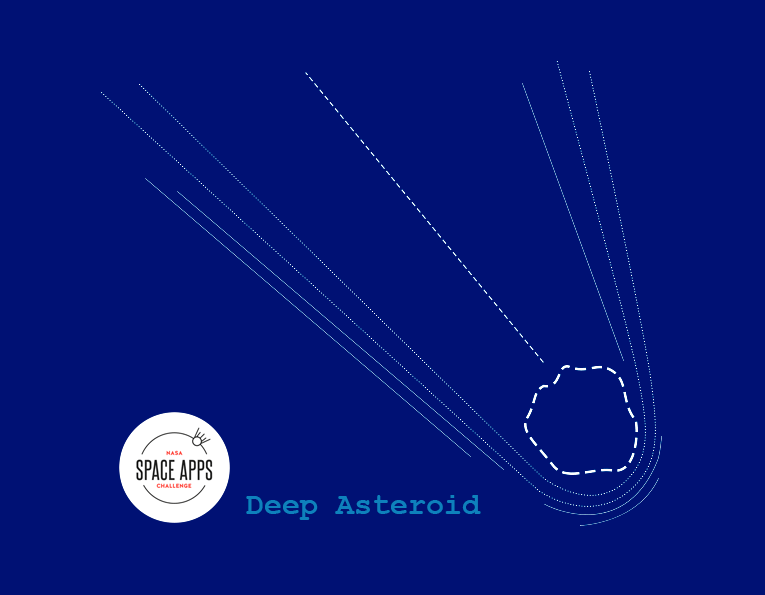 NASA
SPACE APPS
CHALLENGE
Deep Asteroid